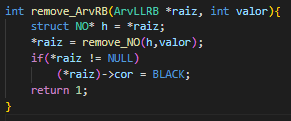 int remove_ArvRB(ArvLLRB *raiz, int valor){
    struct NO* h = *raiz;
    *raiz = remove_NO(h,valor);
    if(*raiz != NULL)
        (*raiz)->cor = BLACK;
    return 1;
}